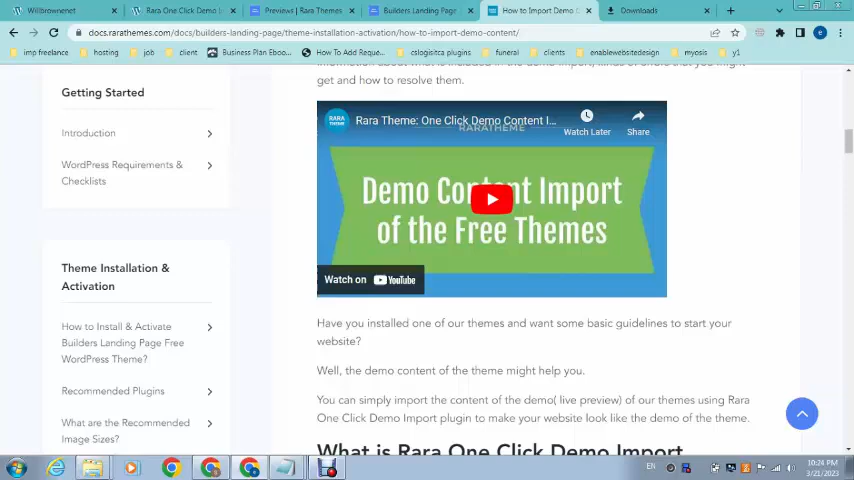 Willbrownenet
Rara One Click Demo I
Previews | Rara Themes
Builders Landing Page
How to Import Demo C
Downloads
docs.rarathemes.com/docs/builders-landing-page/theme-installation-activation/how-to-import-demo-content/
e
imp freelance
hosting
job
client
Business Plan Ebo...
How To Add Reque...
cslogisitca plugins
funeral
clients
enablewebsitedesign
myosis
y1
Getting Started
Introduction
WordPress Requirements &
Checklists
Theme Installation &
Activation
How to Install & Activate
Builders Landing Page Free
WordPress Theme?
Recommended Plugins
What are the Recommended
Image Sizes?
get and how to resolve them.
RARA
THEME
Rara Theme: One Click Demo Content I...
RARATHEME
Watch Later
Share
Demo Content Import
of the Free Themes
Watch on YouTube
Have you installed one of our themes and want some basic guidelines to start your
website?
Well, the demo content of the theme might help you.
You can simply import the content of the demo( live preview) of our themes using Rara
One Click Demo Import plugin to make your website look like the demo of the theme.
What is Rara One Click Demo Import
EN
10:24 PM
3/21/2023